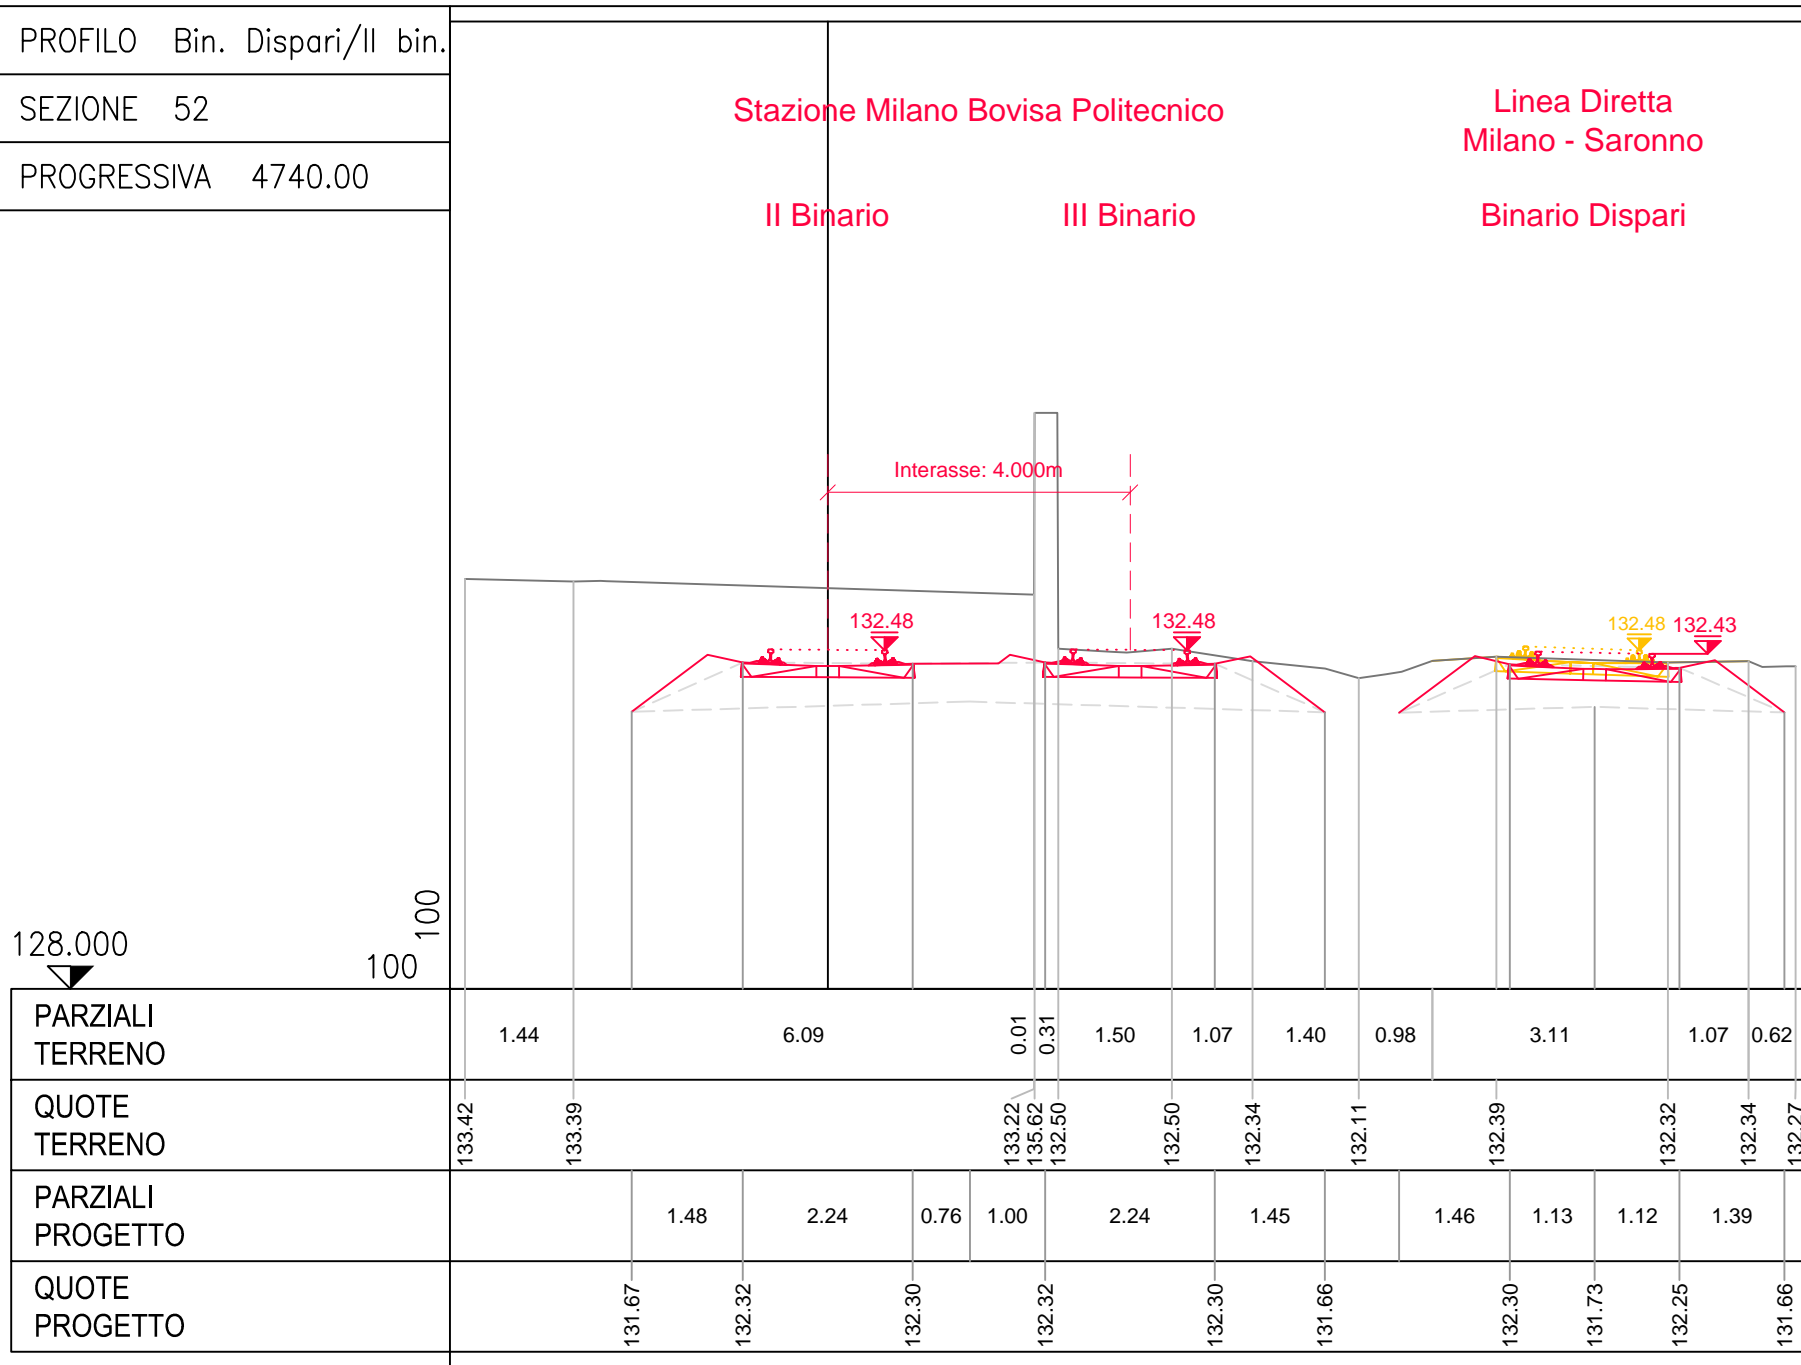 PROFILO Bin. Dispari/II bin.
SEZIONE 52
PROGRESSIVA 4740.00
Stazione Milano Bovisa Politecnico
Linea Diretta
Milano - Saronno
II Binario III Binario Binario Dispari
Interasse: 4.000m
132.48 132.48 132.48 132.43
100
128.000
100
PARZIALI
TERRENO
1.44 6.09 0.01 0.31 1.50 1.07 1.40 0.98 3.11 1.07 0.62
QUOTE
TERRENO
133.42 133.39 133.22 135.62 132.50 132.50 132.34 132.11 132.39 132.32 132.34 132.27
PARZIALI
PROGETTO
1.48 2.24 0.76 1.00 2.24 1.45 1.46 1.13 1.12 1.39
QUOTE
PROGETTO
131.67 132.32 132.30 132.32 132.30 131.66 132.30 131.73 132.25 131.66